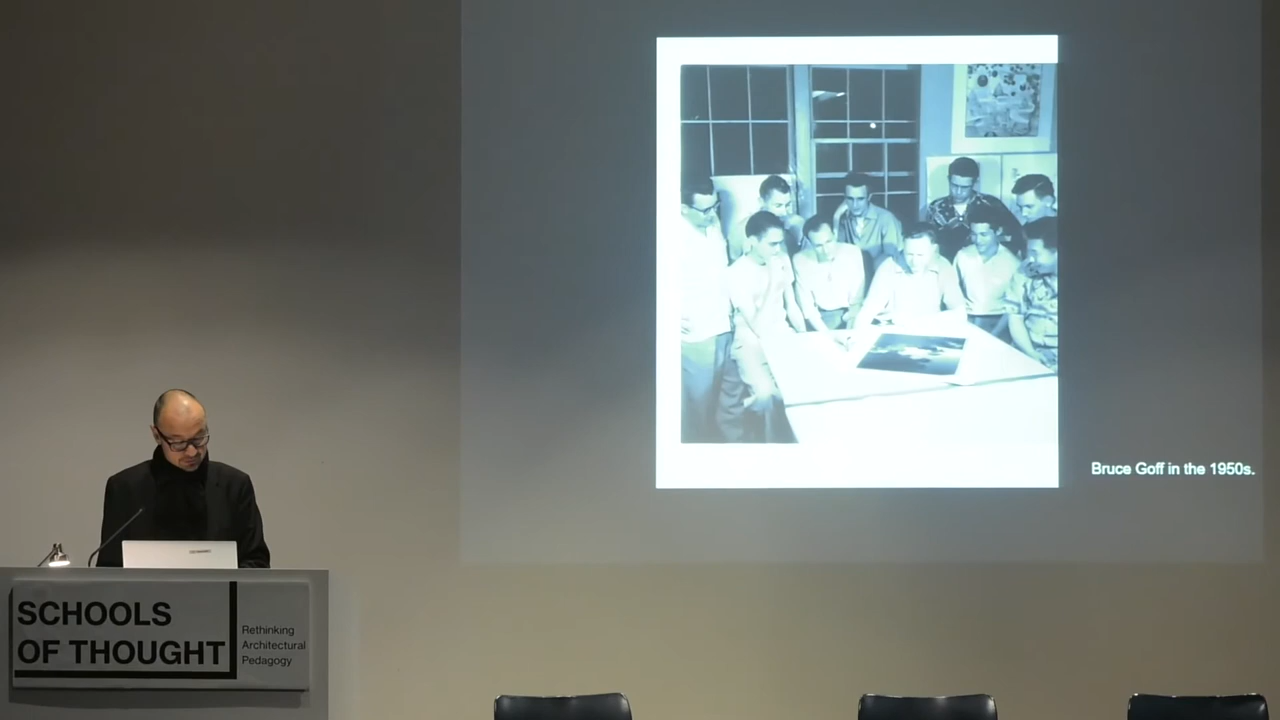 Bruce Goff in the 1950s.
SCHOOLS
OF THOUGHT
Rethinking
Architectural
Pedagogy